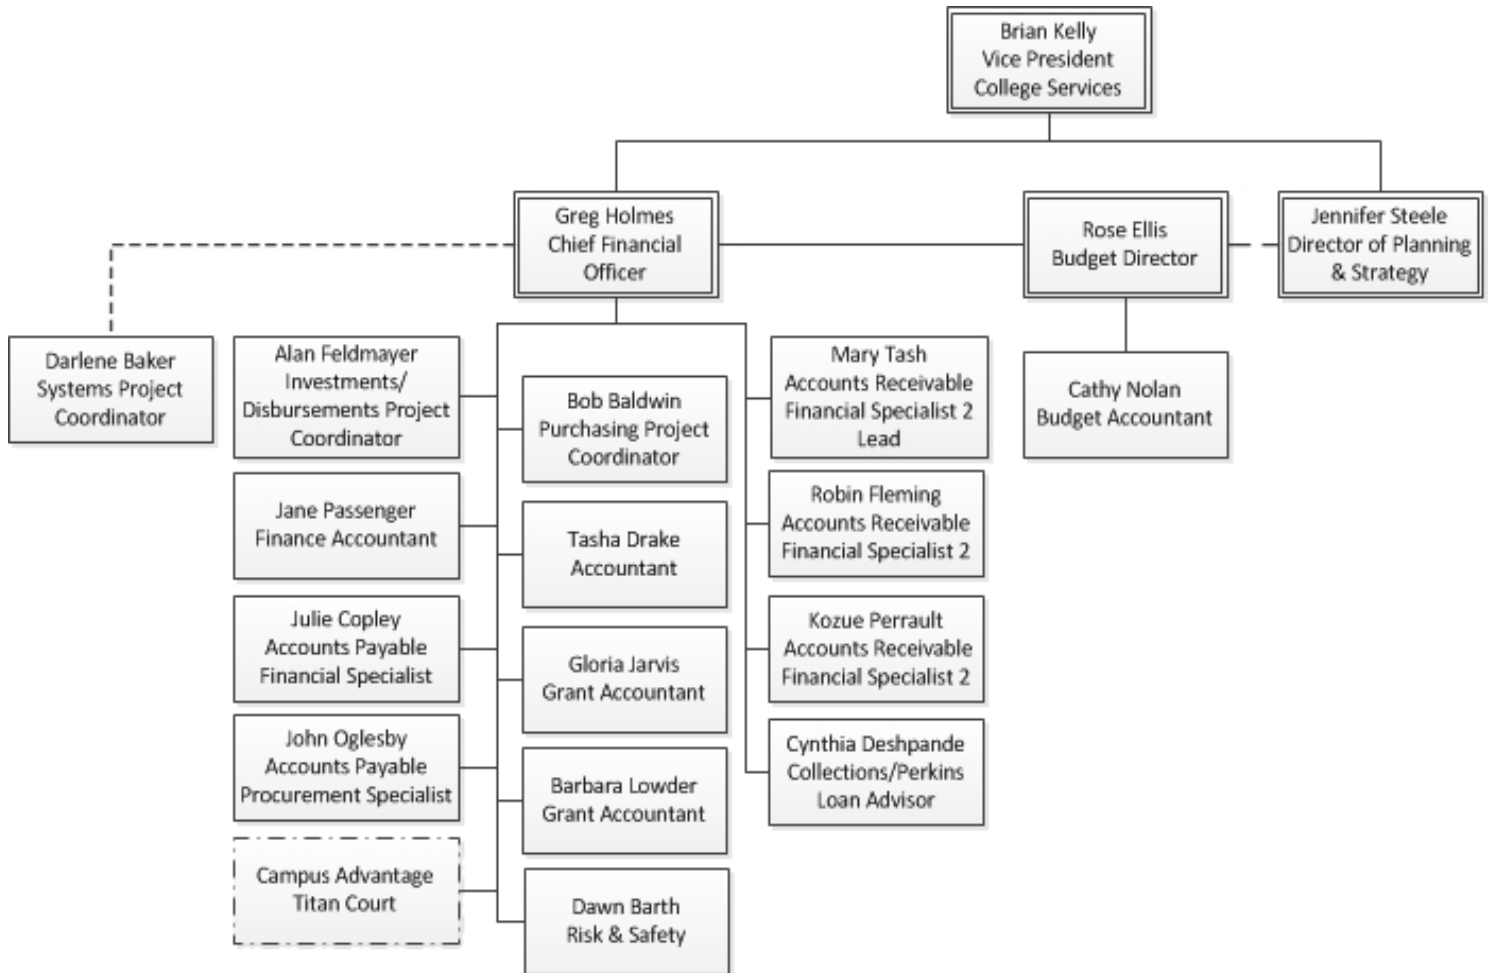 Brian Kelly
Vice President
College Services
Greg Holmes
Chief Financial
Officer
Rose Ellis
Budget Director
Jennifer Steele
Director of Planning
& Strategy
Darlene Baker
Systems Project
Coordinator
Alan Feldmayer
Investments/
Disbursements Project
Coordinator
Jane Passenger
Finance Accountant
Julie Copley
Accounts Payable
Financial Specialist
John Oglesby
Accounts Payable
Procurement Specialist
Campus Advantage
Titan Court
Bob Baldwin
Purchasing Project
Coordinator
Tasha Drake
Accountant
Gloria Jarvis
Grant Accountant
Barbara Lowder
Grant Accountant
Dawn Barth
Risk & Safety
Mary Tash
Accounts Receivable
Financial Specialist 2
Lead
Robin Fleming
Accounts Receivable
Financial Specialist 2
Kozue Perrault
Accounts Receivable
Financial Specialist 2
Cynthia Deshpande
Collections/Perkins
Loan Advisor
Cathy Nolan
Budget Accountant